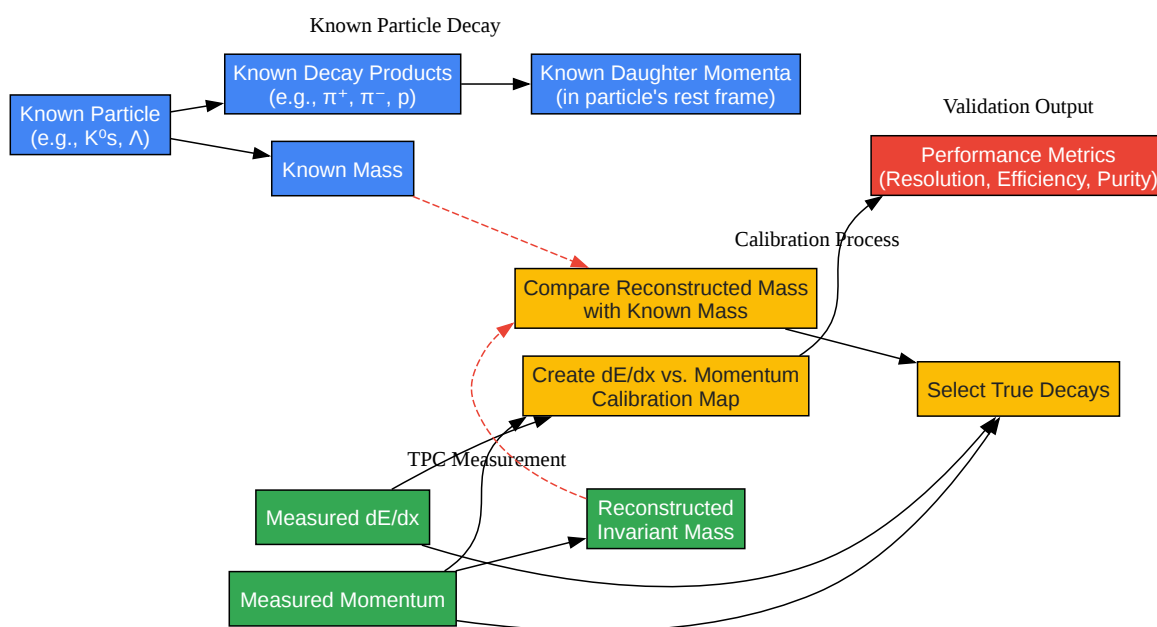 Known Particle Decay
Known Decay Products
(e.g., π⁺, π⁻, p)
Known Daughter Momenta
(in particle's rest frame)
Known Particle
(e.g., K⁰s, Λ)
Known Mass
Validation Output
Performance Metrics
(Resolution, Efficiency, Purity)
Calibration Process
Compare Reconstructed Mass
with Known Mass
Create dE/dx vs. Momentum
Calibration Map
Select True Decays
TPC Measurement
Measured dE/dx
Reconstructed
Invariant Mass
Measured Momentum